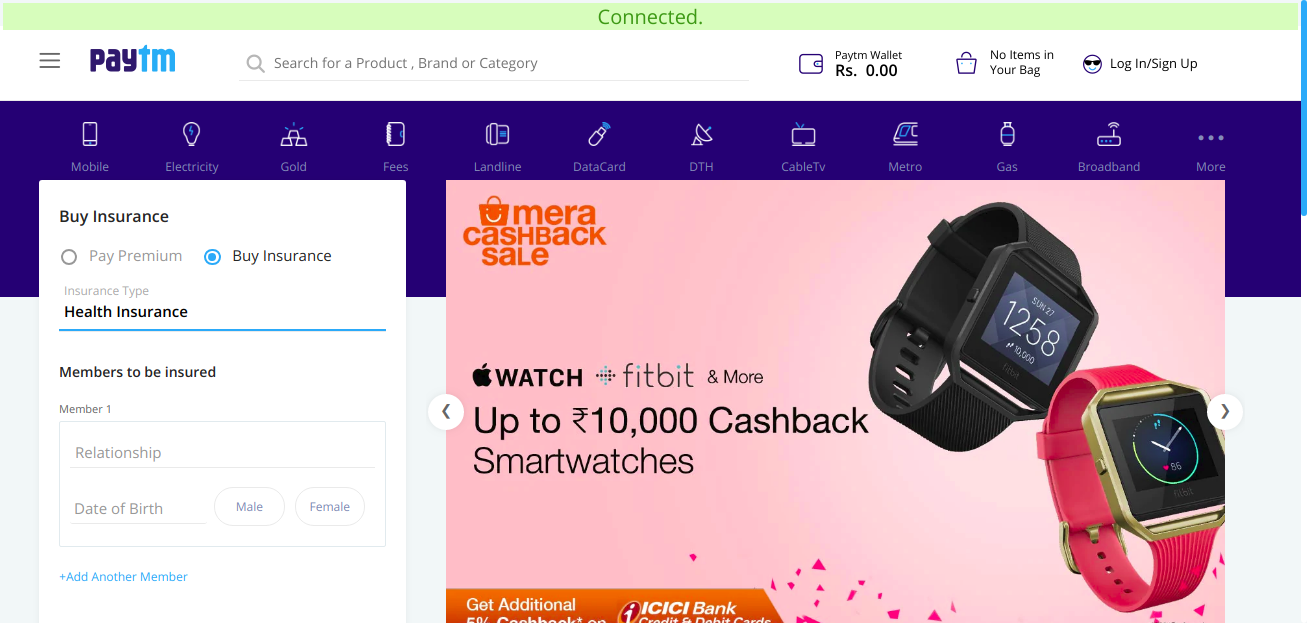 Connected.
paytm
Search for a Product , Brand or Category
Paytm Wallet
Rs. 0.00
No Items in
Your Bag
Log In/Sign Up
Mobile
Electricity
Gold
Fees
Landline
DataCard
DTH
CableTv
Metro
Gas
Broadband
More
Buy Insurance
Pay Premium
Buy Insurance
Insurance Type
Health Insurance
Members to be insured
Member 1
Relationship
Date of Birth
Male
Female
+Add Another Member
mera
CASHBACK
SALE
WATCH fitbit & More
Up to ₹10,000 Cashback
Smartwatches
SUN 27
1258
10,000
fitbit
86
fitbit
Get Additional
5% Cashback* on
ICICI Bank
Credit & Debit Cards